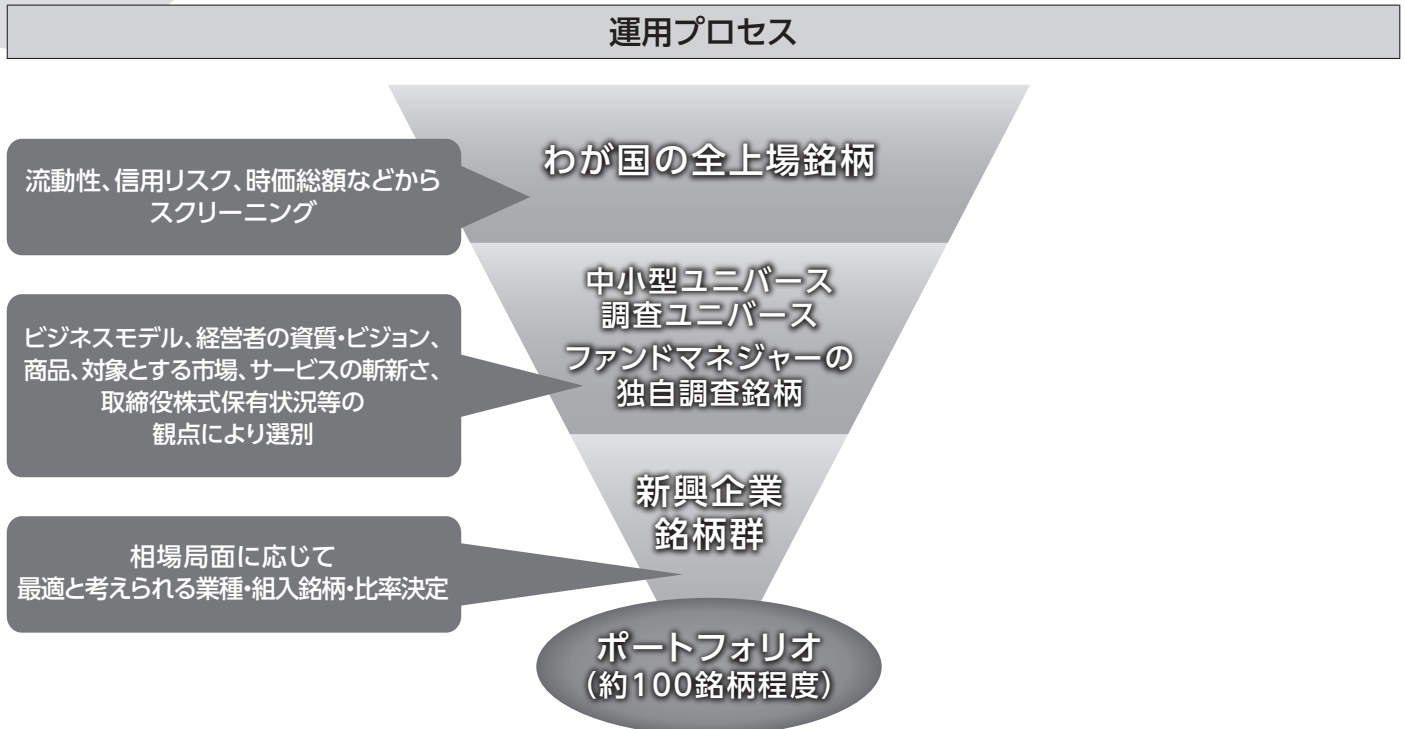 運用プロセス
わが国の全上場銘柄
流動性、信用リスク、時価総額などから
スクリーニング
中小型ユニバース
調査ユニバース
ファンドマネジャーの
独自調査銘柄
ビジネスモデル、経営者の資質・ビジョン、
商品、対象とする市場、サービスの斬新さ、
取締役株式保有状況等の
観点により選別
新興企業
銘柄群
相場局面に応じて
最適と考えられる業種・組入銘柄・比率決定
ポートフォリオ
（約100銘柄程度）